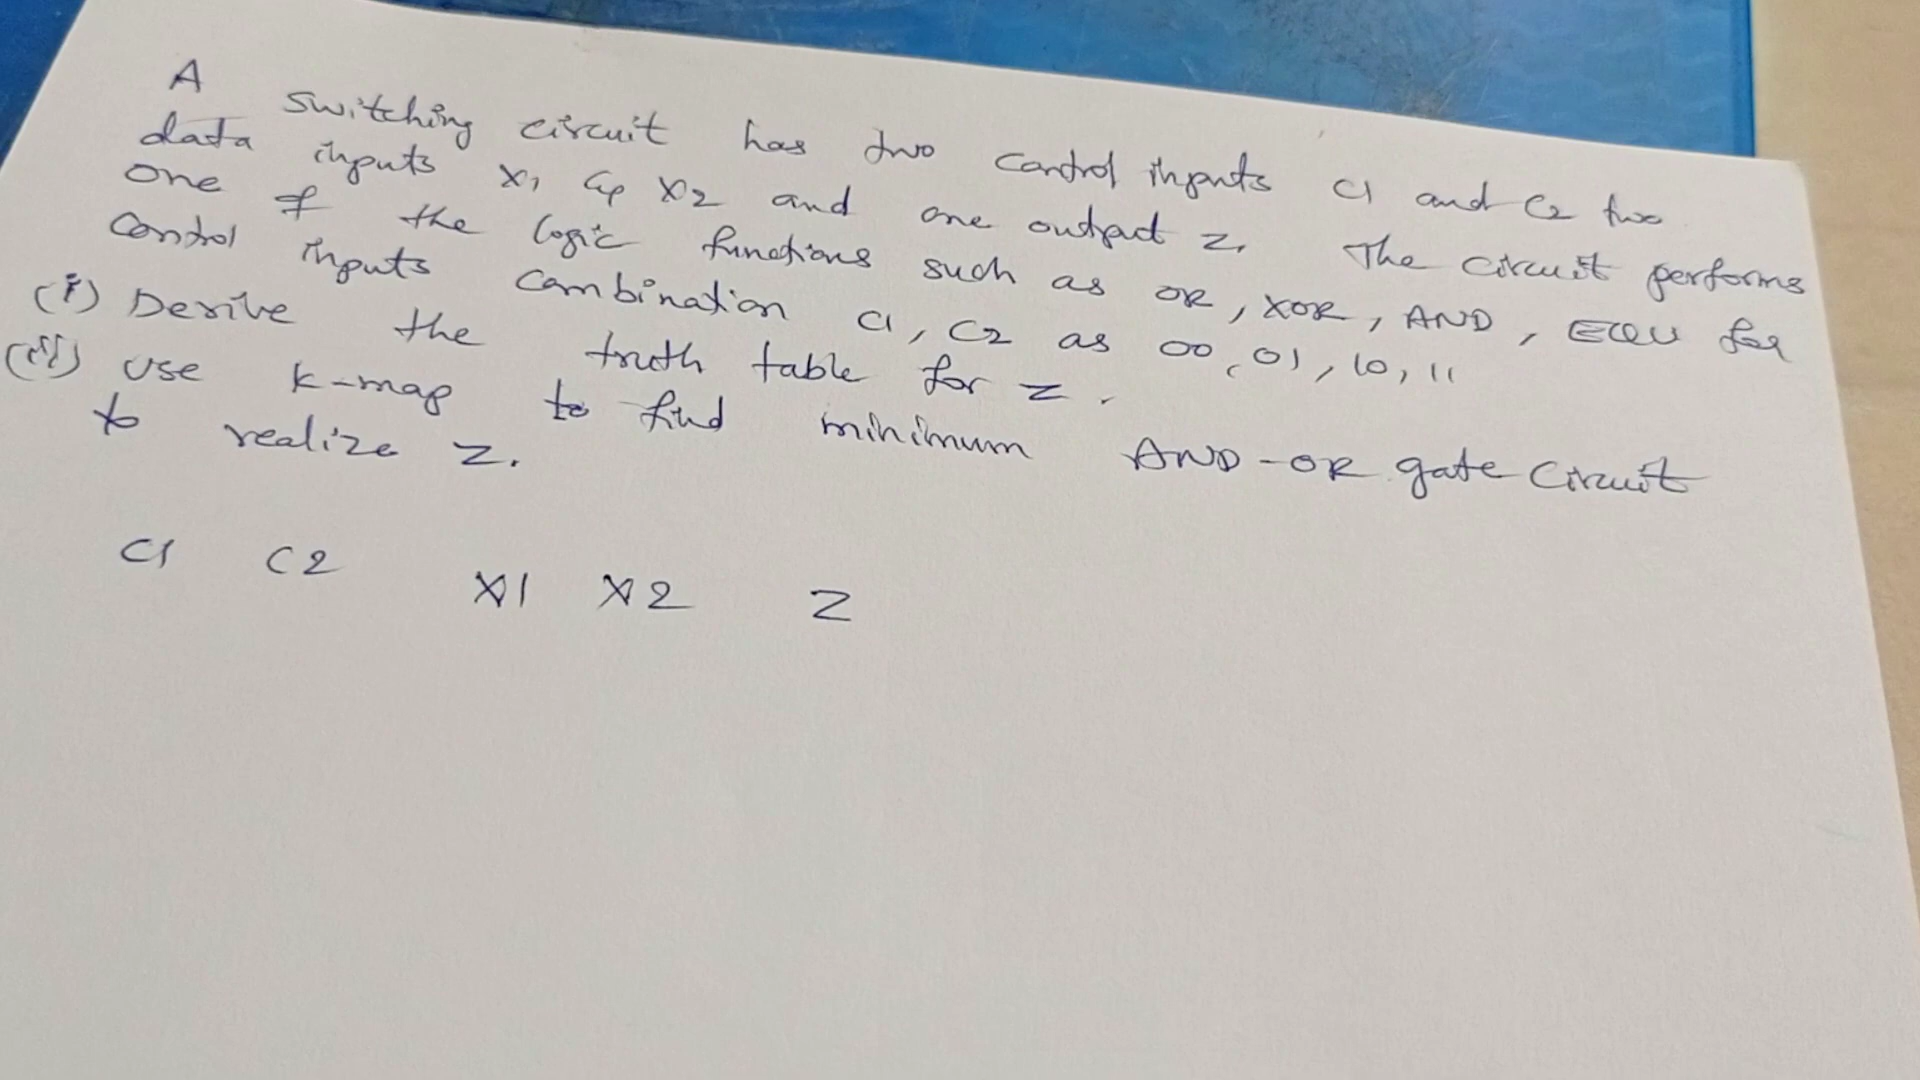 A switching circuit has two control inputs C1 and C2 two
data inputs X1 & X2 and one output Z. The circuit performs
one of the logic functions such as OR, XOR, AND, EQU for
control inputs combination C1, C2 as 00, 01, 10, 11
(i) Derive the truth table for Z.
(ii) Use K-map to find minimum AND-OR gate circuit
to realize Z.
C1 C2 X1 X2 Z